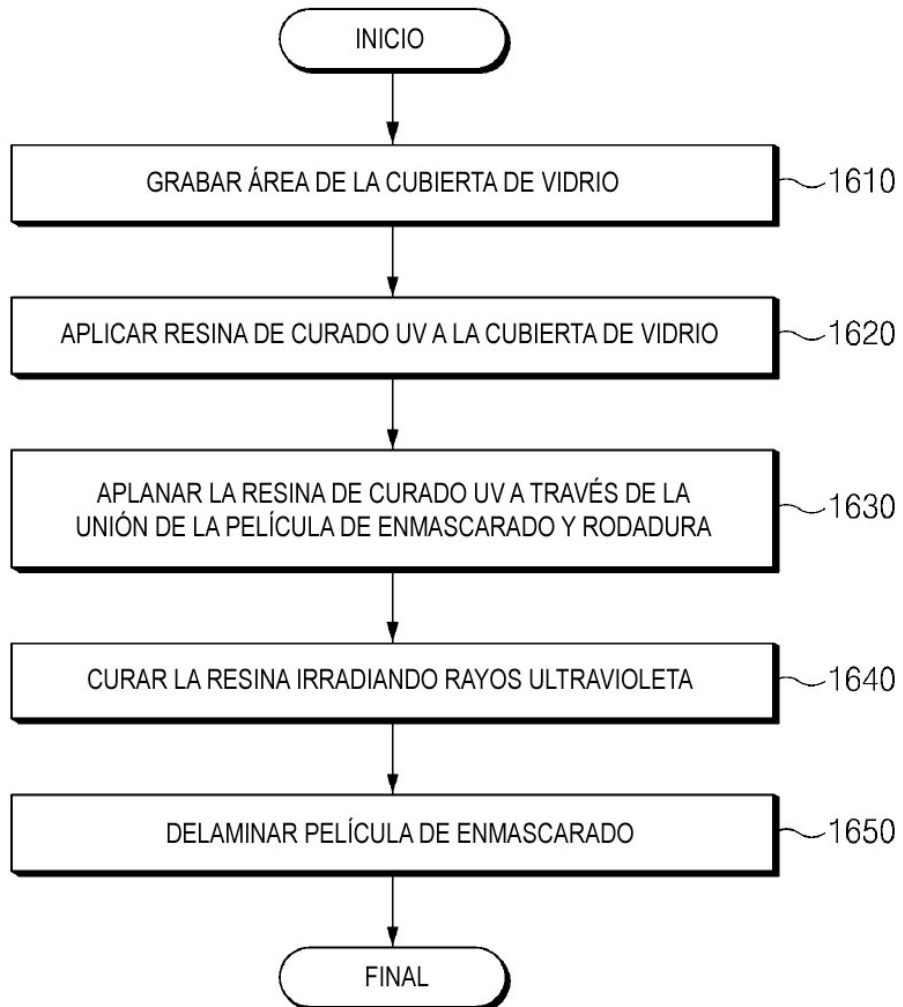 INICIO
GRABAR ÁREA DE LA CUBIERTA DE VIDRIO
1610
APLICAR RESINA DE CURADO UV A LA CUBIERTA DE VIDRIO
1620
APLANAR LA RESINA DE CURADO UV A TRAVÉS DE LA
UNIÓN DE LA PELÍCULA DE ENMASCARADO Y RODADURA
1630
CURAR LA RESINA IRRADIANDO RAYOS ULTRAVIOLETA
1640
DELAMINAR PELÍCULA DE ENMASCARADO
1650
FINAL